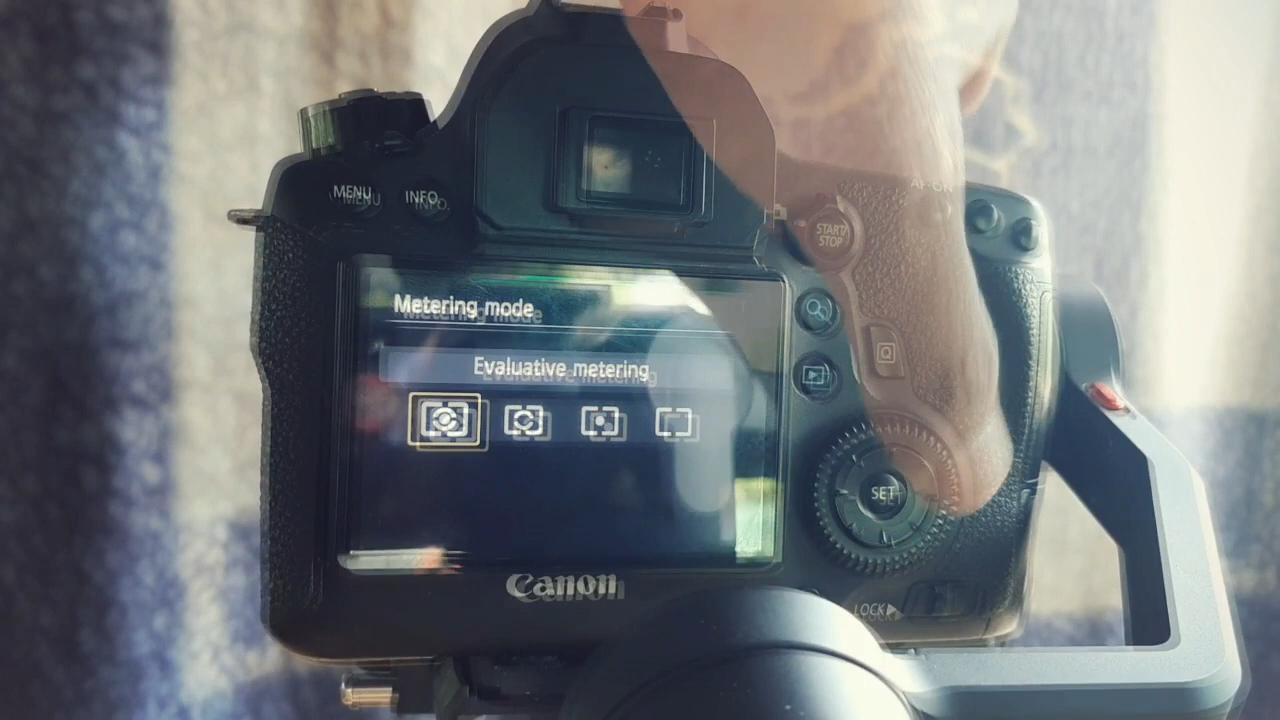 MENU
INFO.
AF-ON
START/
STOP
Metering mode
Evaluative metering
Q
SET
Canon
LOCK